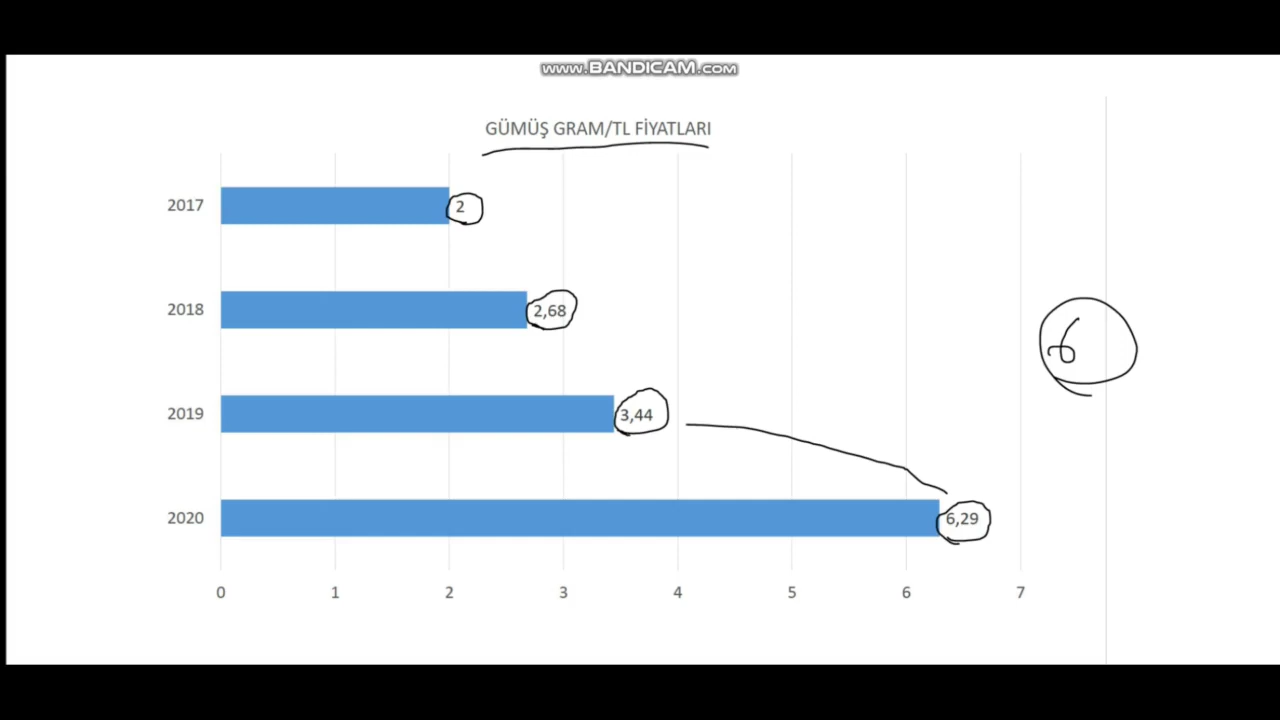 www.BANDICAM.com
GÜMÜŞ GRAM/TL FİYATLARI
2017 2
2018 2,68
6
2019 3,44
2020 6,29
0 1 2 3 4 5 6 7